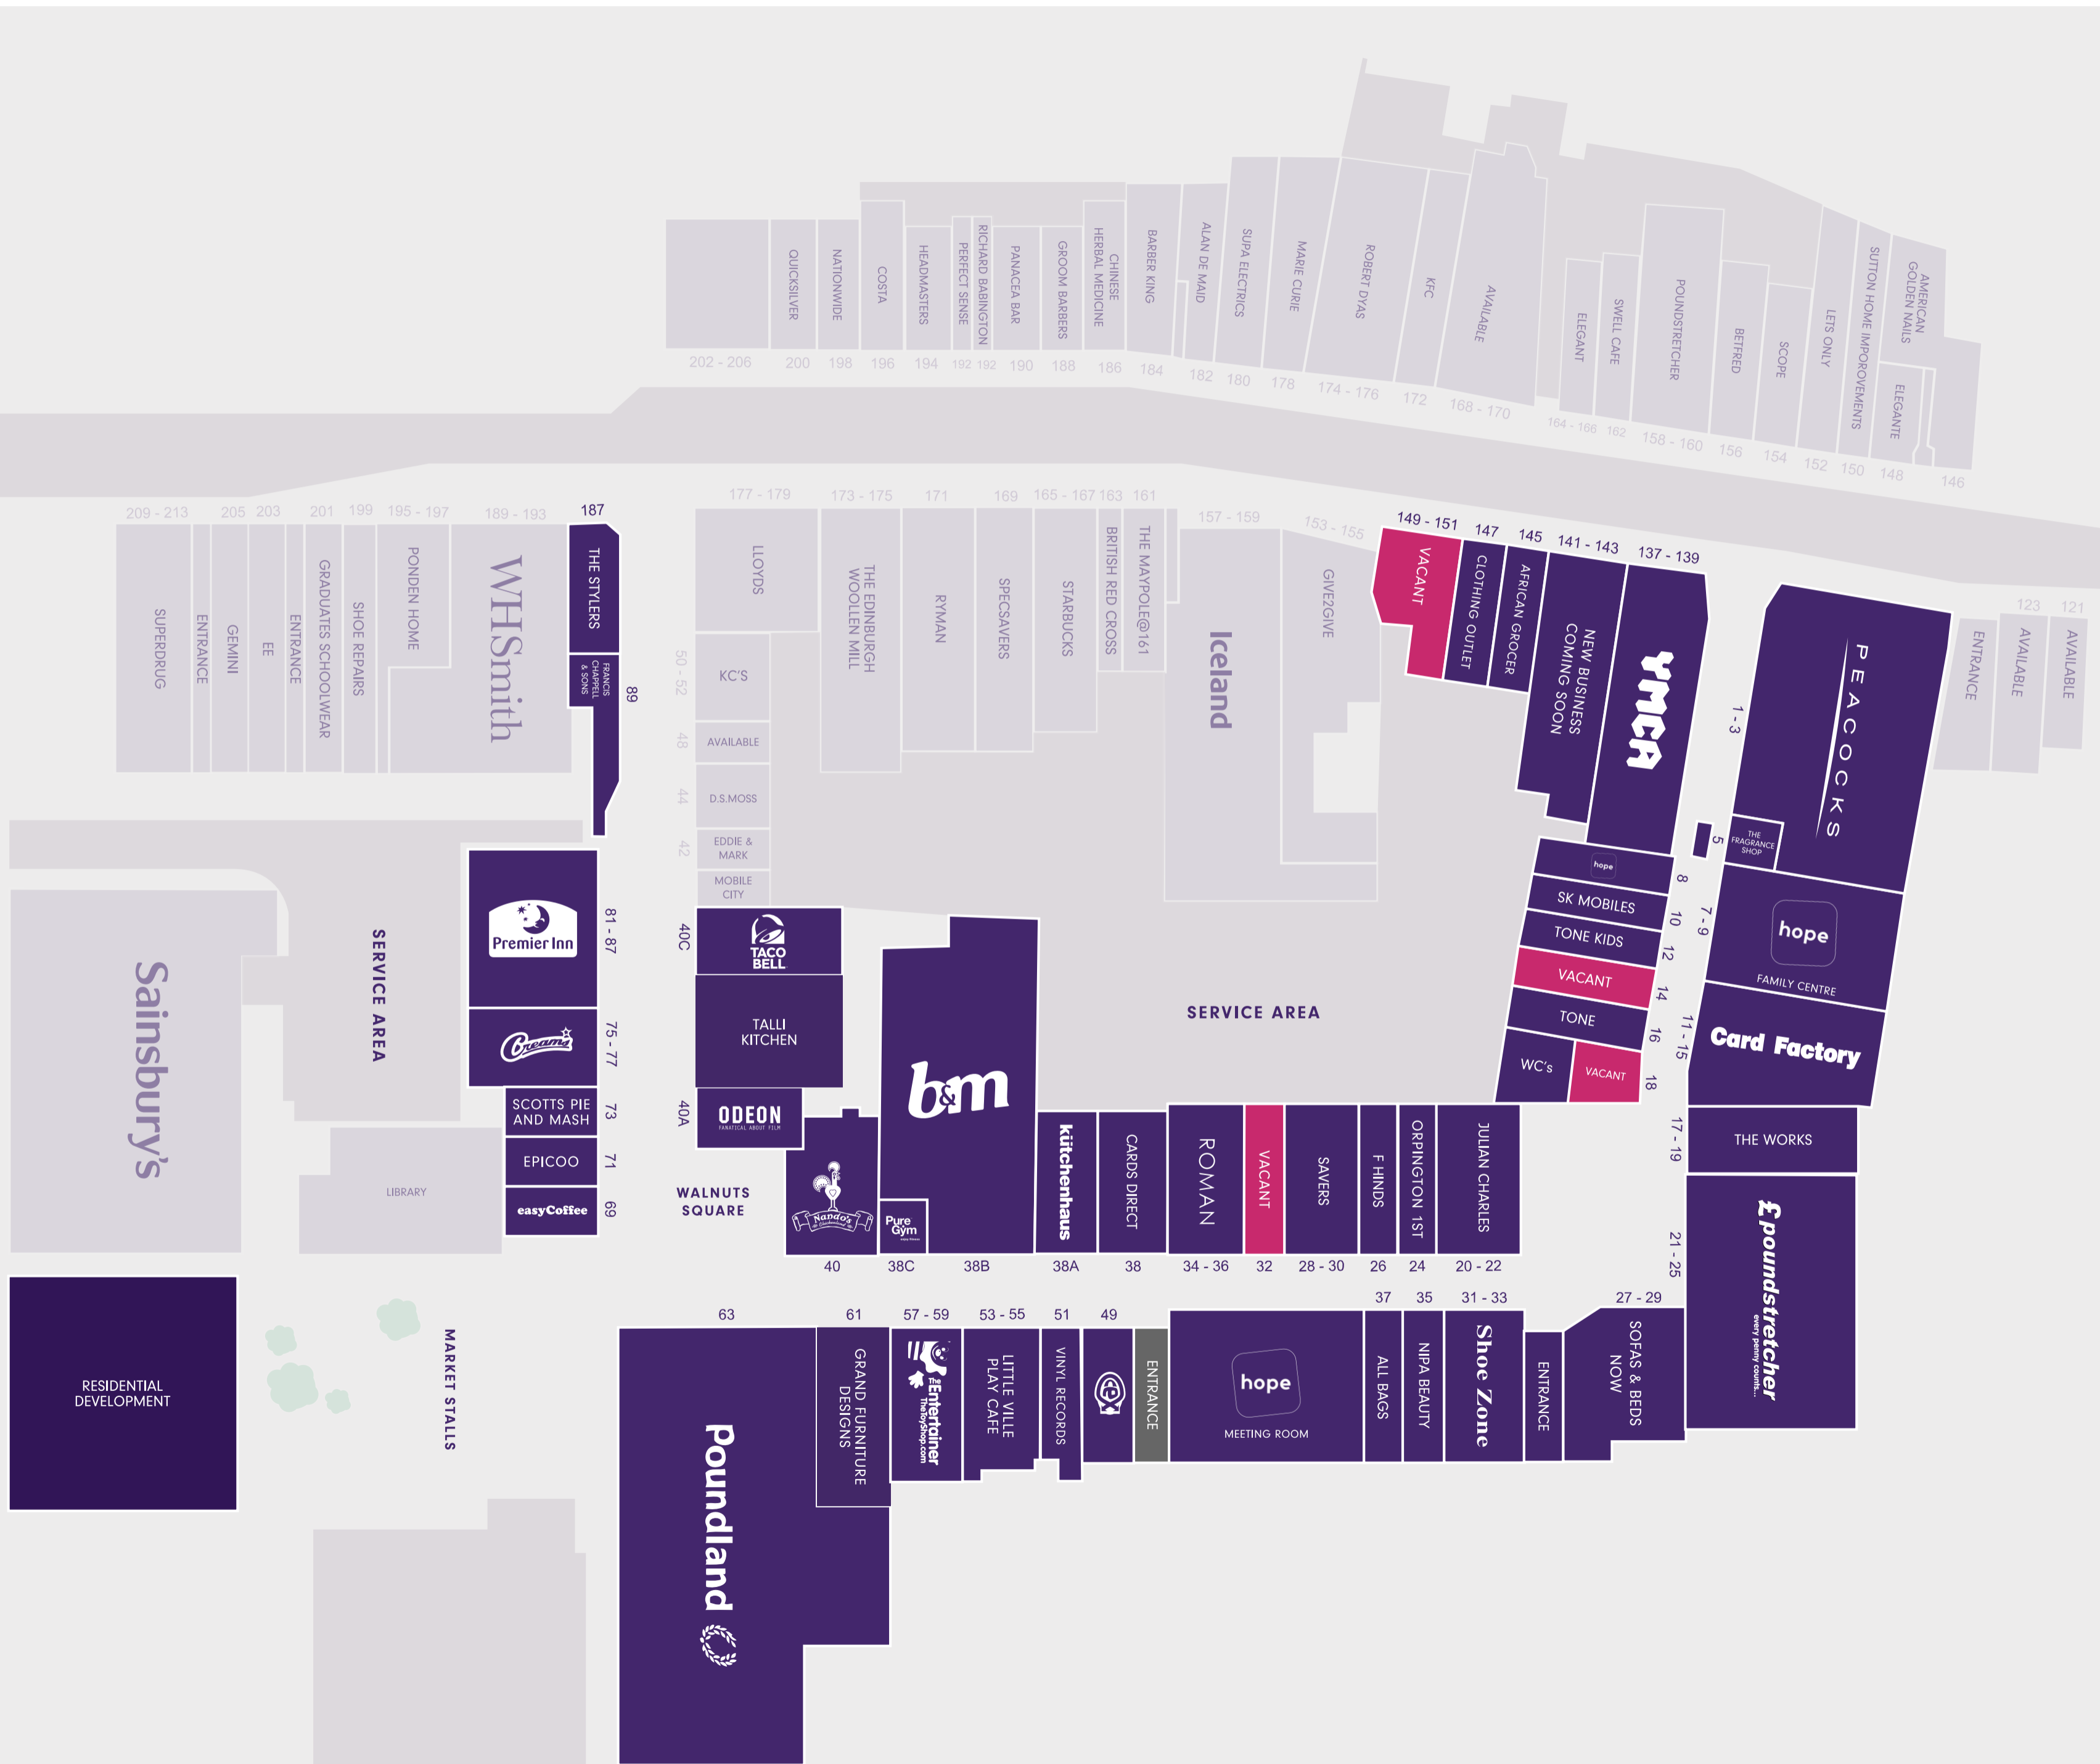 QUICKSILVER
NATIONWIDE
COSTA
HEADMASTERS
PERFECT SENSE
RICHARD BABINGTON
PANACEA BAR
GROOM BARBERS
CHINESE
HERBAL MEDICINE
BARBER KING
ALAN DE MAID
SUPA ELECTRICS
MARIE CURIE
ROBERT DYAS
KFC
AVAILABLE
ELEGANT
SWELL CAFE
POUNDSTRETCHER
BETFRED
SCOPE
LETS ONLY
SUTTON HOME IMPOROVEMENTS
AMERICAN
GOLDEN NAILS
ELEGANTE
202 - 206
200
198
196
194
192
192
190
188
186
184
182
180
178
174 - 176
172
168 - 170
164 - 166
162
158 - 160
156
154
152
150
148
146
209 - 213
205
203
201
199
195 - 197
189 - 193
187
177 - 179
173 - 175
171
169
165 - 167
163
161
157 - 159
153 - 155
149 - 151
147
145
141 - 143
137 - 139
123
121
SUPERDRUG
ENTRANCE
GEMINI
EE
ENTRANCE
GRADUATES SCHOOLWEAR
SHOE REPAIRS
PONDEN HOME
WHSmith
THE STYLERS
FRANCIS
CHAPPELL
& SONS
89
LLOYDS
THE EDINBURGH
WOOLLEN MILL
RYMAN
SPECSAVERS
STARBUCKS
BRITISH RED CROSS
THE MAYPOLE@161
Iceland
GIVE2GIVE
VACANT
CLOTHING OUTLET
AFRICAN GROCER
NEW BUSINESS
COMING SOON
YMCA
PEACOCKS
1 - 3
ENTRANCE
AVAILABLE
AVAILABLE
50 - 52
KC'S
48
AVAILABLE
44
D.S.MOSS
42
EDDIE &
MARK
MOBILE
CITY
THE
FRAGRANCE
SHOP
5
hope
8
SK MOBILES
10
TONE KIDS
12
VACANT
14
TONE
16
WC's
VACANT
18
7 - 9
hope
FAMILY CENTRE
11 - 15
Card Factory
17 - 19
THE WORKS
21 - 25
£poundstretcher
every penny counts...
Sainsbury's
SERVICE AREA
Premier Inn
81 - 87
Creams
75 - 77
SCOTTS PIE
AND MASH
73
EPICOO
71
easyCoffee
69
LIBRARY
40C
TACO
BELL
TALLI
KITCHEN
40A
ODEON
FANATICAL ABOUT FILM
WALNUTS
SQUARE
SERVICE AREA
Nando's
PureGym
b&m
kütchenhaus
CARDS DIRECT
ROMAN
VACANT
SAVERS
F HINDS
ORPINGTON 1ST
JULIAN CHARLES
40
38C
38B
38A
38
34 - 36
32
28 - 30
26
24
20 - 22
63
61
57 - 59
53 - 55
51
49
37
35
31 - 33
27 - 29
RESIDENTIAL
DEVELOPMENT
MARKET STALLS
Poundland
GRAND FURNITURE
DESIGNS
The Entertainer
TheToyShop.com
LITTLE VILLE
PLAY CAFE
VINYL RECORDS
cex
ENTRANCE
hope
MEETING ROOM
ALL BAGS
NIPA BEAUTY
Shoe Zone
ENTRANCE
SOFAS & BEDS
NOW